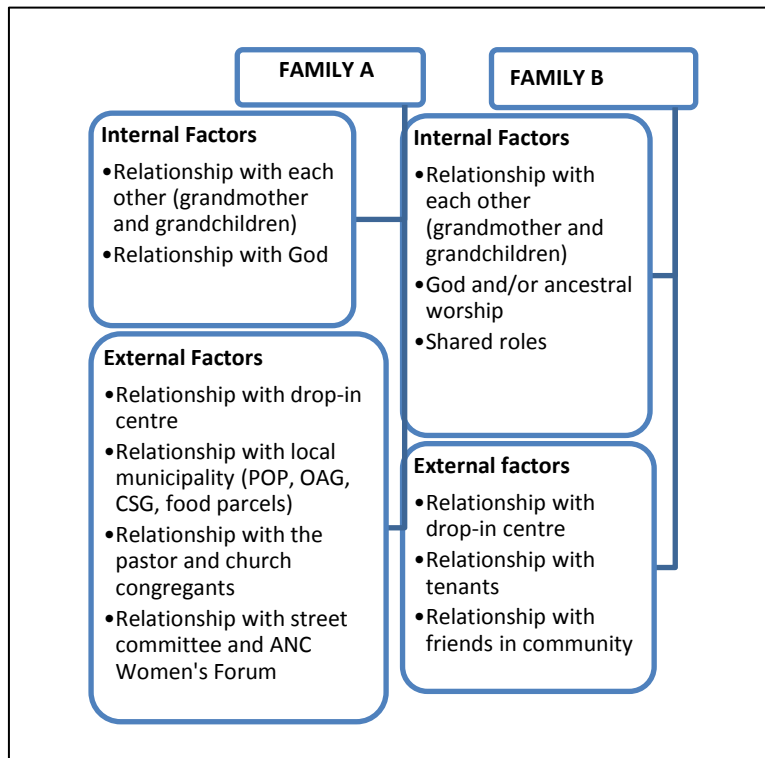 FAMILY A
Internal Factors
•Relationship with each
other (grandmother
and grandchildren)
•Relationship with God
External Factors
•Relationship with drop-in
centre
•Relationship with local
municipality (POP, OAG,
CSG, food parcels)
•Relationship with the
pastor and church
congregants
•Relationship with street
committee and ANC
Women's Forum
FAMILY B
Internal Factors
•Relationship with
each other
(grandmother and
grandchildren)
•God and/or ancestral
worship
•Shared roles
External factors
•Relationship with
drop-in centre
•Relationship with
tenants
•Relationship with
friends in community